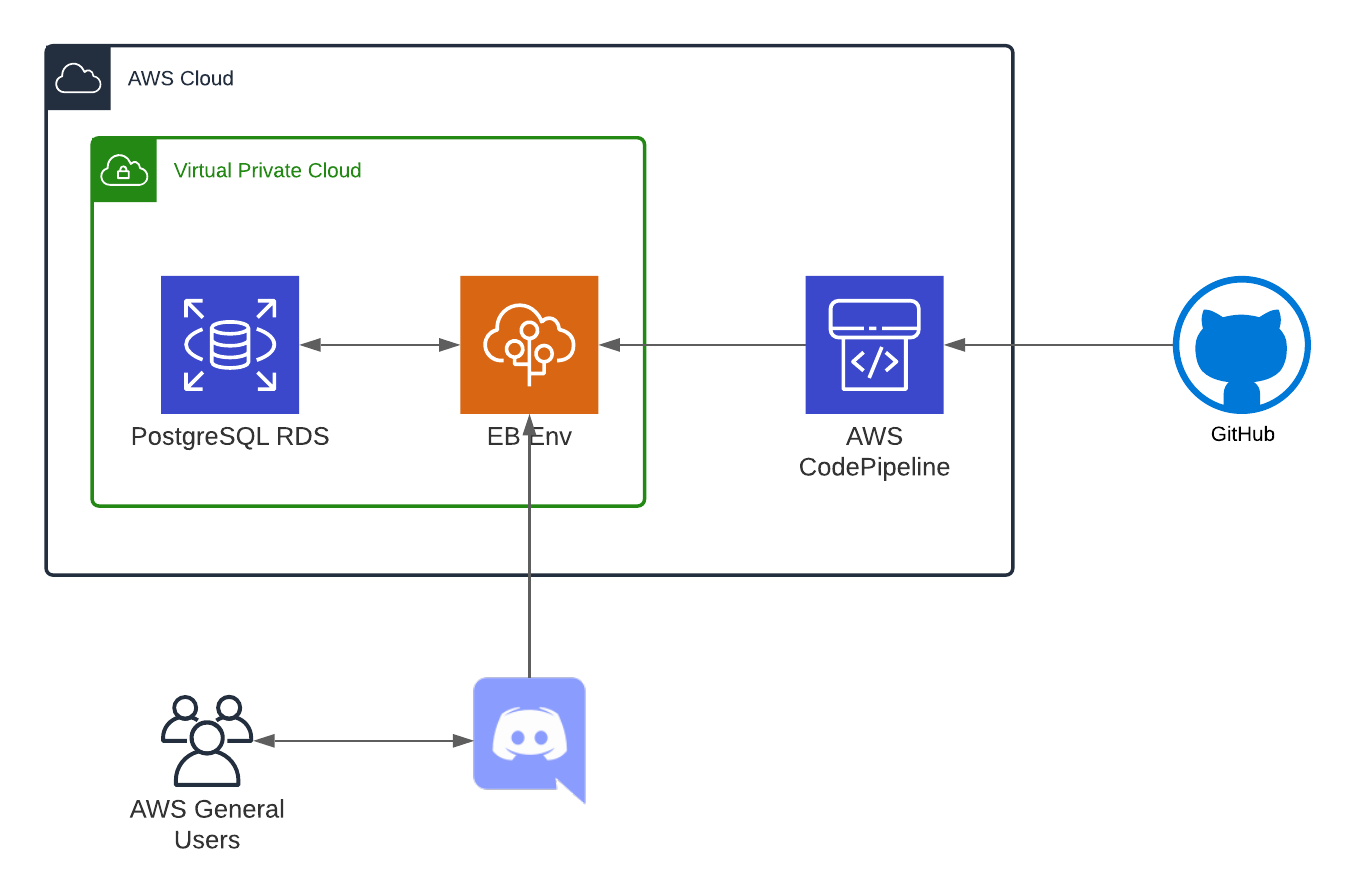 AWS Cloud
Virtual Private Cloud
PostgreSQL RDS
EB Env
AWS
CodePipeline
GitHub
AWS General
Users